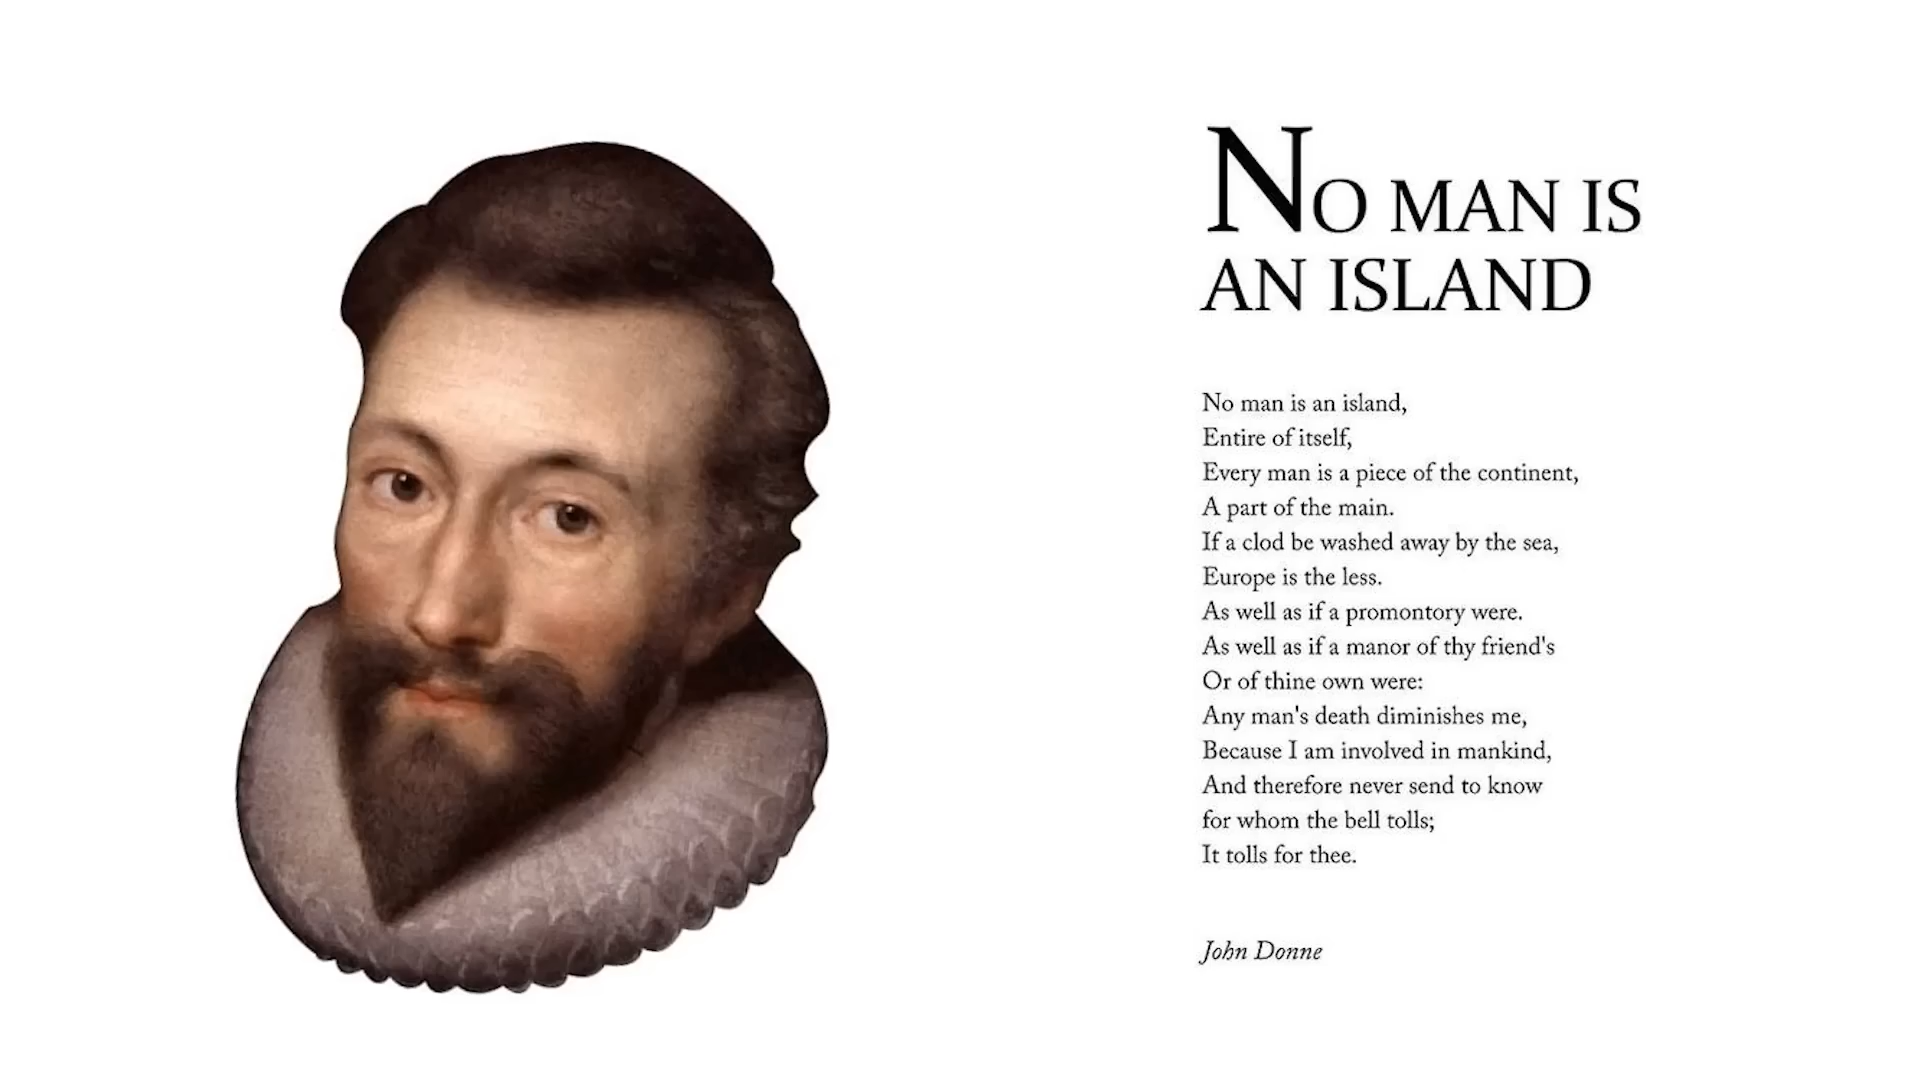 NO MAN IS
AN ISLAND
No man is an island,
Entire of itself,
Every man is a piece of the continent,
A part of the main.
If a clod be washed away by the sea,
Europe is the less.
As well as if a promontory were.
As well as if a manor of thy friend's
Or of thine own were:
Any man's death diminishes me,
Because I am involved in mankind,
And therefore never send to know
for whom the bell tolls;
It tolls for thee.
John Donne